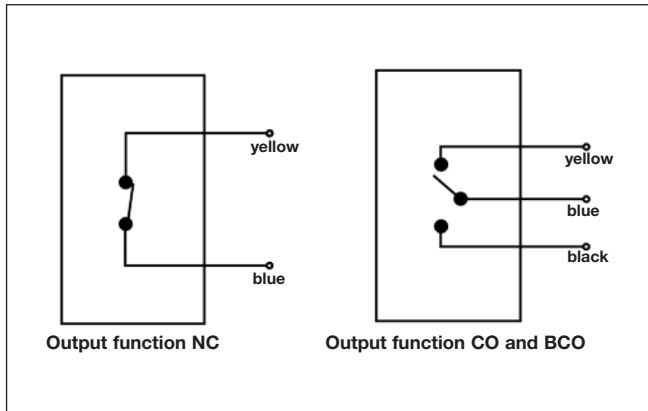 yellow
blue
Output function NC
yellow
blue
black
Output function CO and BCO